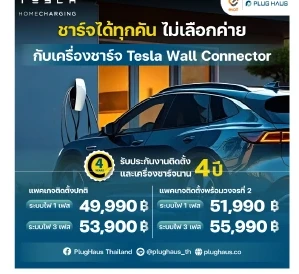 TESLA
HOMECHARGING
PLUG HAUS
ชาร์จได้ทุกคัน ไม่เลือกค่าย
กับเครื่องชาร์จ Tesla Wall Connector
4
รับประกันงานติดตั้ง
และเครื่องชาร์จนาน 4 ปี
แพคเกจติดตั้งปกติ
ระบบไฟ 1 เฟส 49,990 ฿
ระบบไฟ 3 เฟส 53,900 ฿
แพคเกจติดตั้งพร้อมวงจรที่ 2
ระบบไฟ 1 เฟส 51,990 ฿
ระบบไฟ 3 เฟส 55,990 ฿
PlugHaus Thailand @plughaus_th plughaus.co